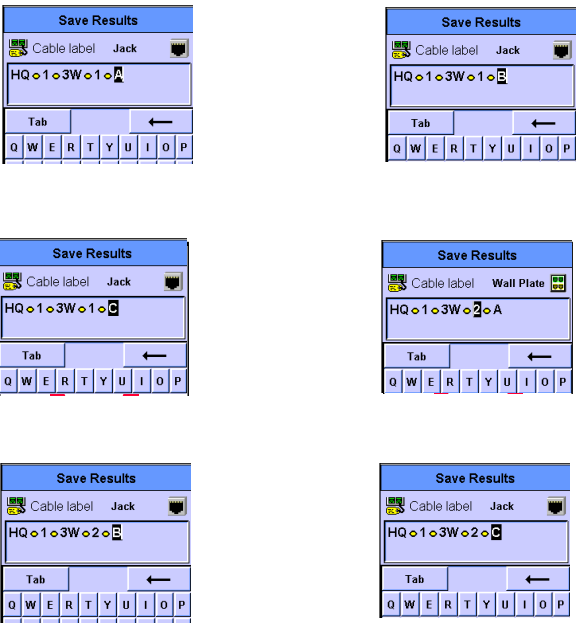 Save Results
Cable label Jack
HQ⬦1⬦3W⬦1⬦A
Tab ←
Q W E R T Y U I O P
Save Results
Cable label Jack
HQ⬦1⬦3W⬦1⬦B
Tab ←
Q W E R T Y U I O P
Save Results
Cable label Jack
HQ⬦1⬦3W⬦1⬦C
Tab ←
Q W E R T Y U I O P
Save Results
Cable label Wall Plate
HQ⬦1⬦3W⬦2⬦A
Tab ←
Q W E R T Y U I O P
Save Results
Cable label Jack
HQ⬦1⬦3W⬦2⬦B
Tab ←
Q W E R T Y U I O P
Save Results
Cable label Jack
HQ⬦1⬦3W⬦2⬦C
Tab ←
Q W E R T Y U I O P